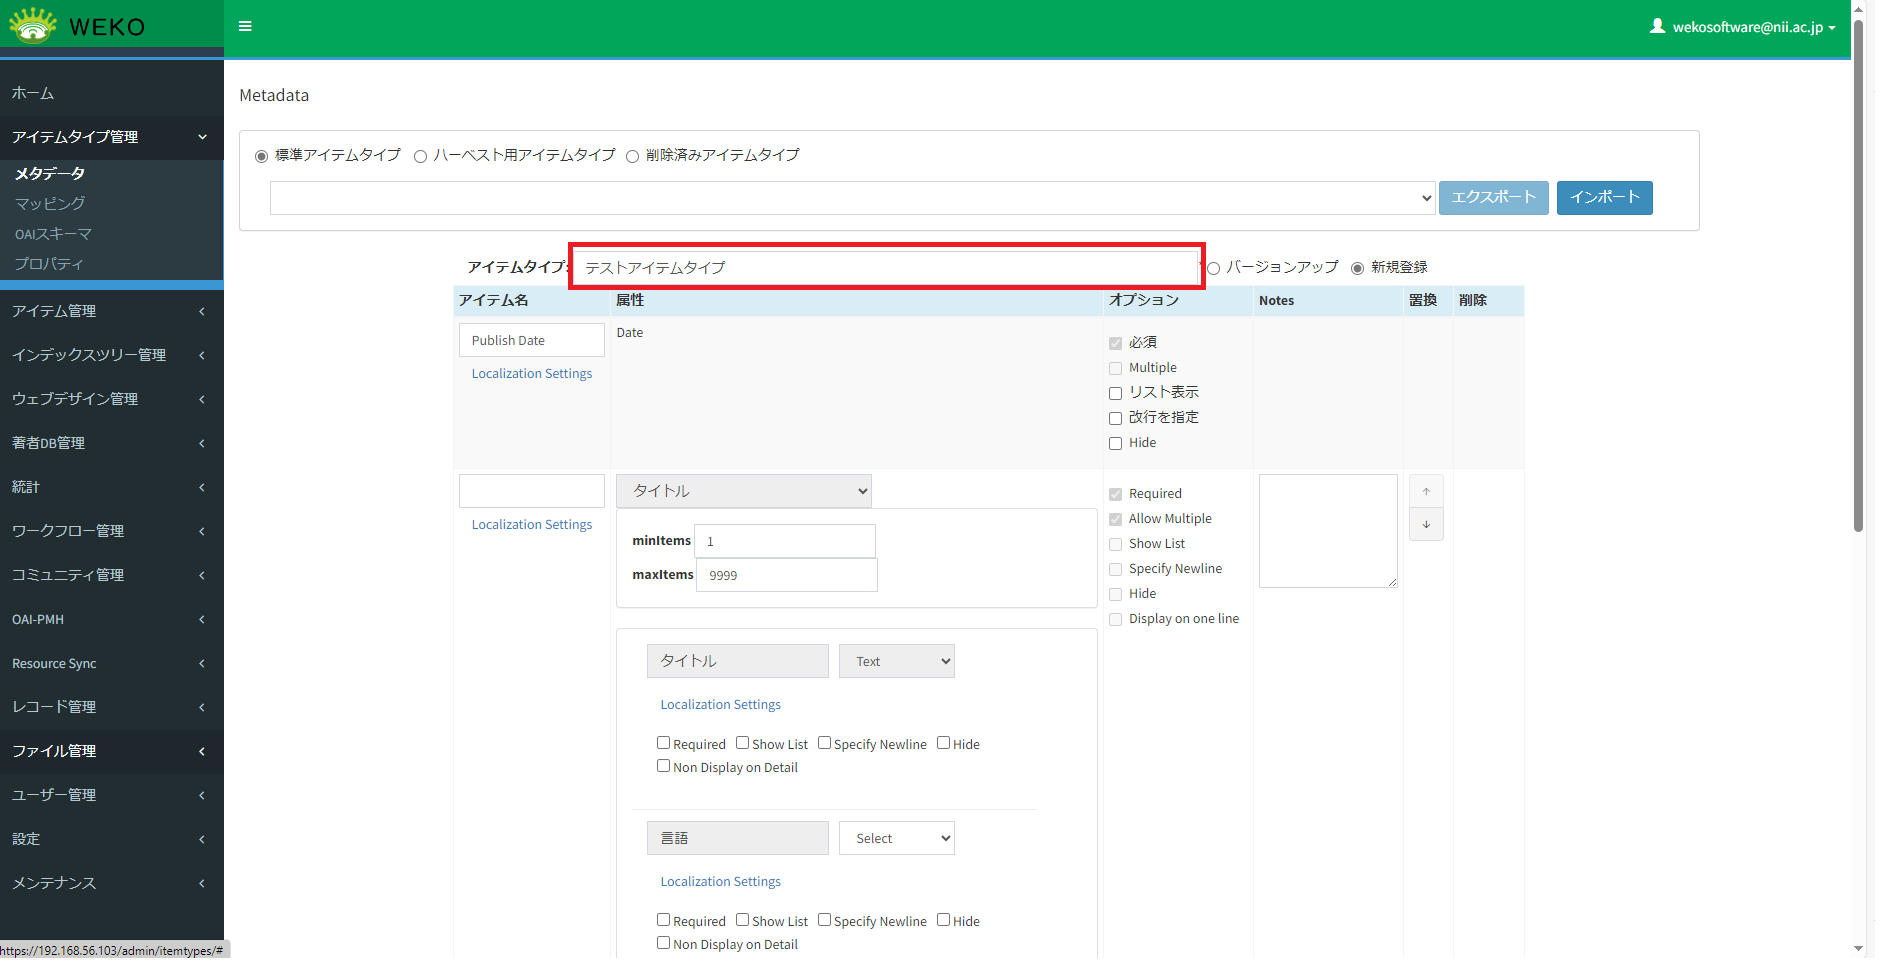 WEKO
wekosoftware@nii.ac.jp
ホーム
アイテムタイプ管理
メタデータ
マッピング
OAIスキーマ
プロパティ
アイテム管理
インデックスツリー管理
ウェブデザイン管理
著者DB管理
統計
ワークフロー管理
コミュニティ管理
OAI-PMH
Resource Sync
レコード管理
ファイル管理
ユーザー管理
設定
メンテナンス
https://192.168.56.103/admin/itemtypes/#
Metadata
標準アイテムタイプ ハーベスト用アイテムタイプ 削除済みアイテムタイプ
エクスポート インポート
アイテムタイプ: テストアイテムタイプ バージョンアップ 新規登録
アイテム名 属性 オプション Notes 置換 削除
Publish Date Date
Localization Settings
必須
Multiple
リスト表示
改行を指定
Hide
タイトル
Localization Settings
minItems 1
maxItems 9999
Required
Allow Multiple
Show List
Specify Newline
Hide
Display on one line
↑
↓
タイトル Text
Localization Settings
Required Show List Specify Newline Hide
Non Display on Detail
言語 Select
Localization Settings
Required Show List Specify Newline Hide
Non Display on Detail